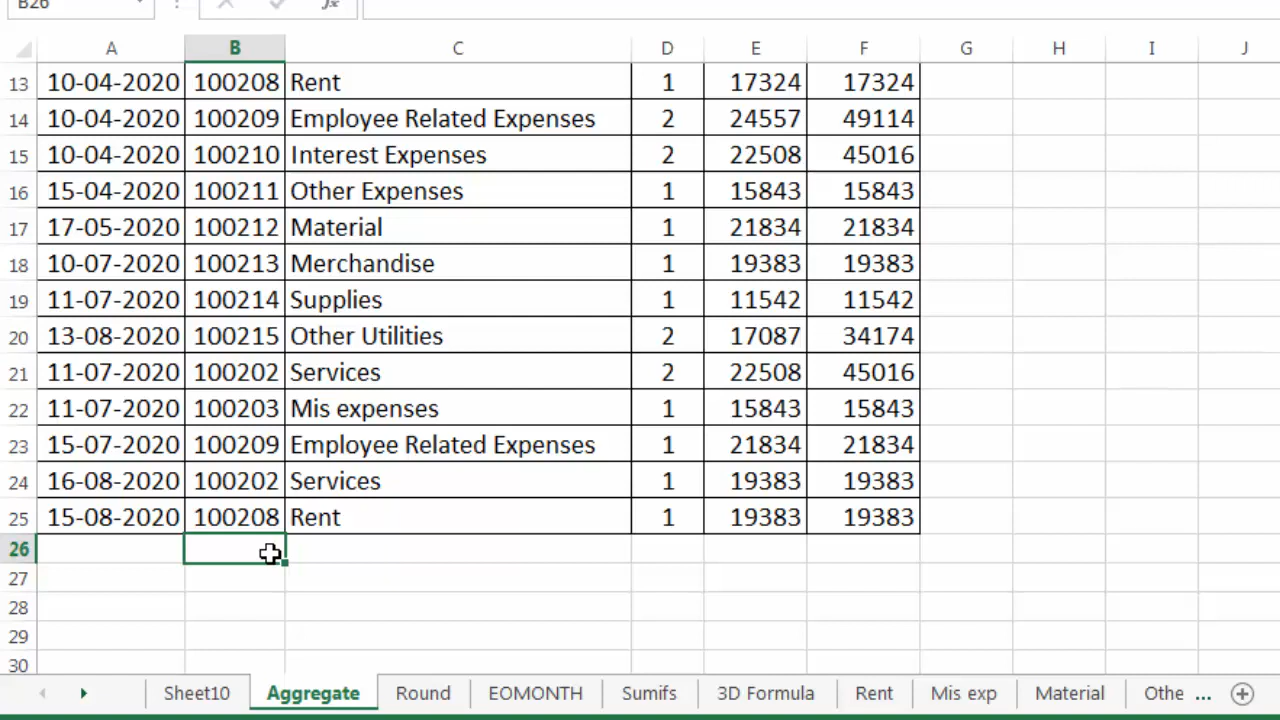 B26 fx
A B C D E F G H I J
13 10-04-2020 100208 Rent 1 17324 17324
14 10-04-2020 100209 Employee Related Expenses 2 24557 49114
15 10-04-2020 100210 Interest Expenses 2 22508 45016
16 15-04-2020 100211 Other Expenses 1 15843 15843
17 17-05-2020 100212 Material 1 21834 21834
18 10-07-2020 100213 Merchandise 1 19383 19383
19 11-07-2020 100214 Supplies 1 11542 11542
20 13-08-2020 100215 Other Utilities 2 17087 34174
21 11-07-2020 100202 Services 2 22508 45016
22 11-07-2020 100203 Mis expenses 1 15843 15843
23 15-07-2020 100209 Employee Related Expenses 1 21834 21834
24 16-08-2020 100202 Services 1 19383 19383
25 15-08-2020 100208 Rent 1 19383 19383
26
27
28
29
30
Sheet10 Aggregate Round EOMONTH Sumifs 3D Formula Rent Mis exp Material Othe ...